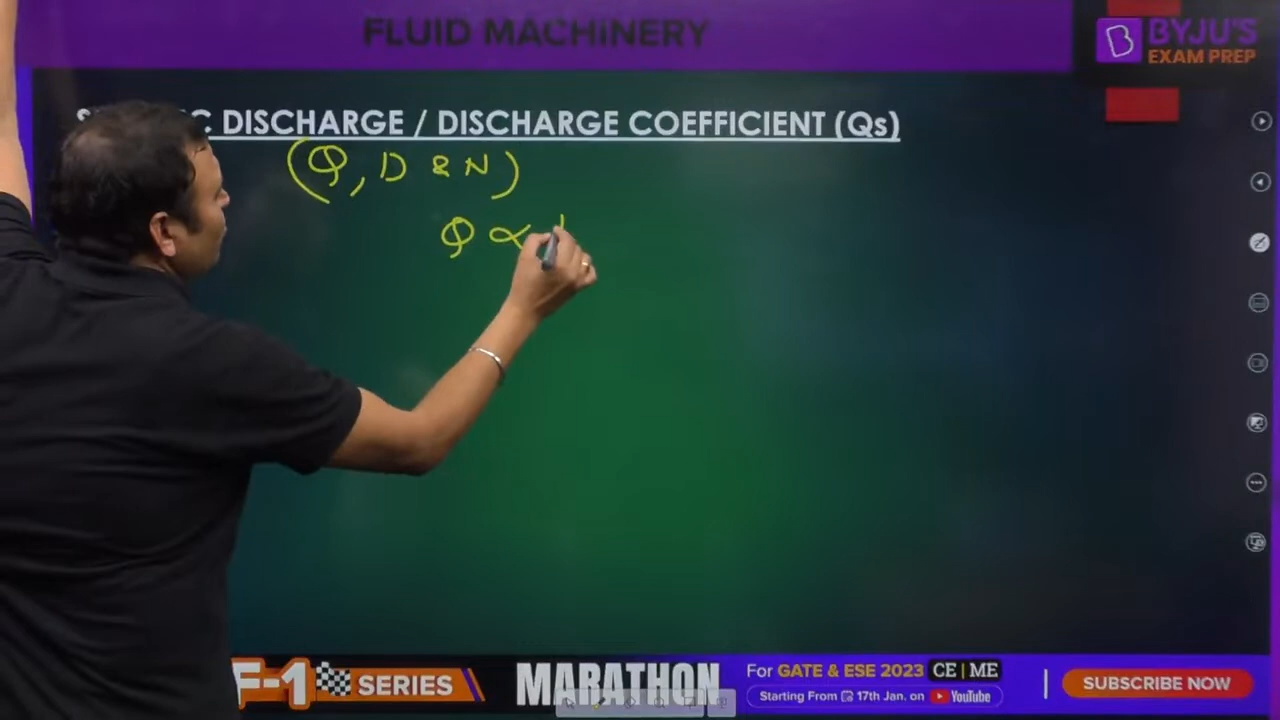 FLUID MACHINERY
BYJU'S
EXAM PREP
DISCHARGE / DISCHARGE COEFFICIENT (Qs)
(Q, D & N)
Q ∝
F-1 SERIES
MARATHON
For GATE & ESE 2023 CE | ME
Starting From 17th Jan. on YouTube
SUBSCRIBE NOW